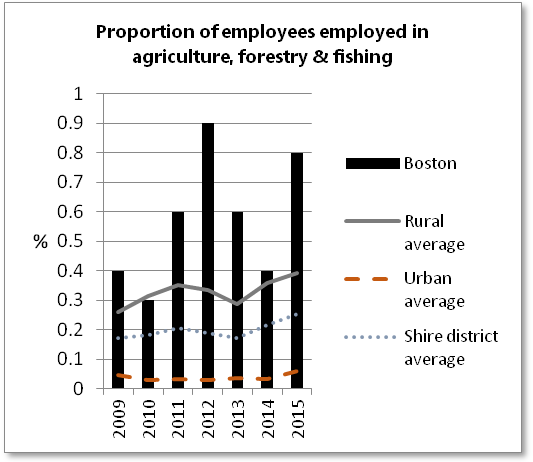 Proportion of employees employed in
agriculture, forestry & fishing
1
0.9
0.8
0.7
0.6
0.5
0.4
0.3
0.2
0.1
0
%
2009
2010
2011
2012
2013
2014
2015
Boston
Rural
average
Urban
average
Shire district
average